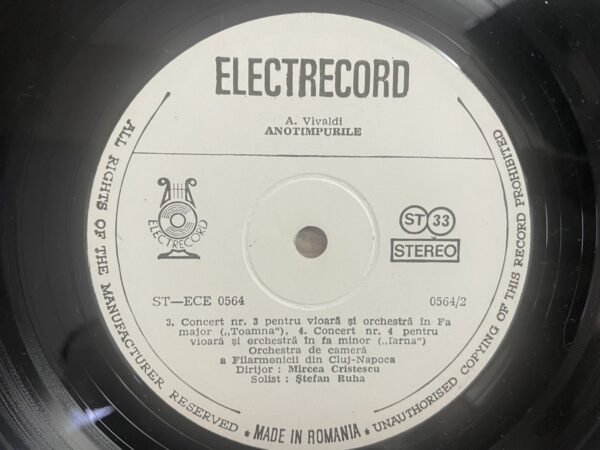 ELECTRECORD
A. Vivaldi
ANOTIMPURILE
ELECTRECORD
ST 33
STEREO
ST—ECE 0564
0564/2
3. Concert nr. 3 pentru vioară și orchestră în Fa
major („Toamna“), 4. Concert nr. 4 pentru
vioară și orchestră în fa minor („Iarna“)
Orchestra de cameră
a Filarmonicii din Cluj-Napoca
Dirijor : Mircea Cristescu
Solist : Ștefan Ruha
ALL RIGHTS OF THE MANUFACTURER RESERVED ★ MADE IN ROMANIA ★ UNAUTHORISED COPYING OF THIS RECORD PROHIBITED